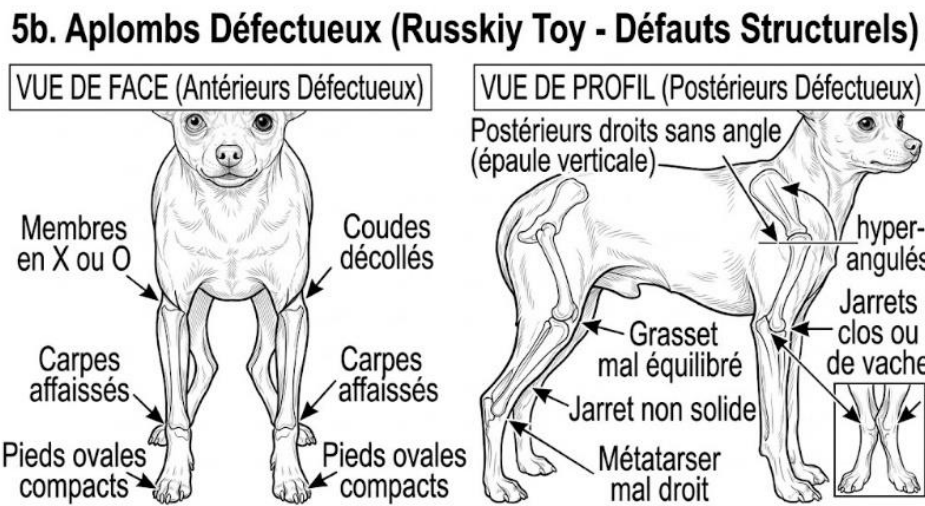 5b. Aplombs Défectueux (Russkiy Toy - Défauts Structurels)
VUE DE FACE (Antérieurs Défectueux)
Membres
en X ou O
Coudes
décollés
Carpes
affaissés
Carpes
affaissés
Pieds ovales
compacts
Pieds ovales
compacts
VUE DE PROFIL (Postérieurs Défectueux)
Postérieurs droits sans angle
(épaule verticale)
hyper-
angulés
Jarrets
clos ou
de vache
Grasset
mal équilibré
Jarret non solide
Métatarser
mal droit